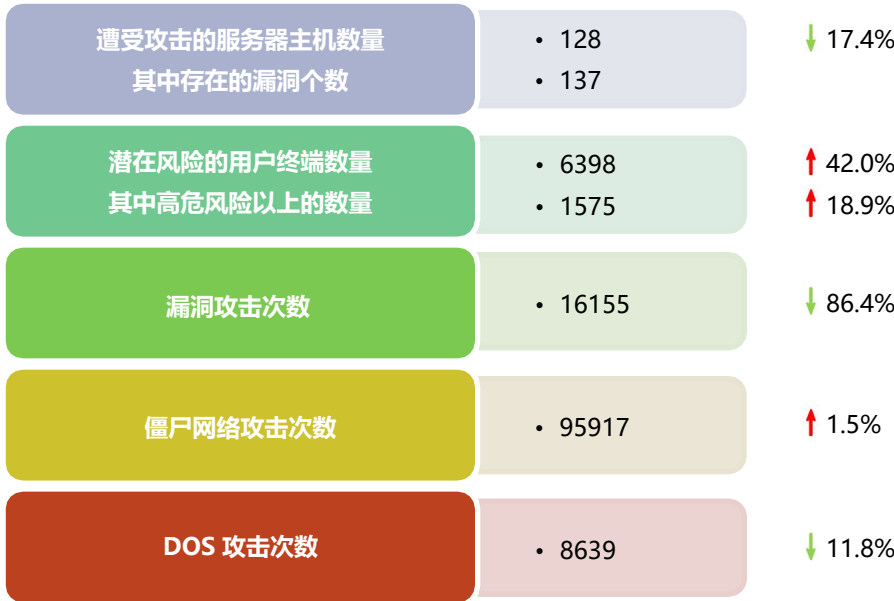 遭受攻击的服务器主机数量
其中存在的漏洞个数
• 128
• 137
17.4%
潜在风险的用户终端数量
其中高危风险以上的数量
• 6398
• 1575
42.0%
18.9%
漏洞攻击次数
• 16155
86.4%
僵尸网络攻击次数
• 95917
1.5%
DOS 攻击次数
• 8639
11.8%